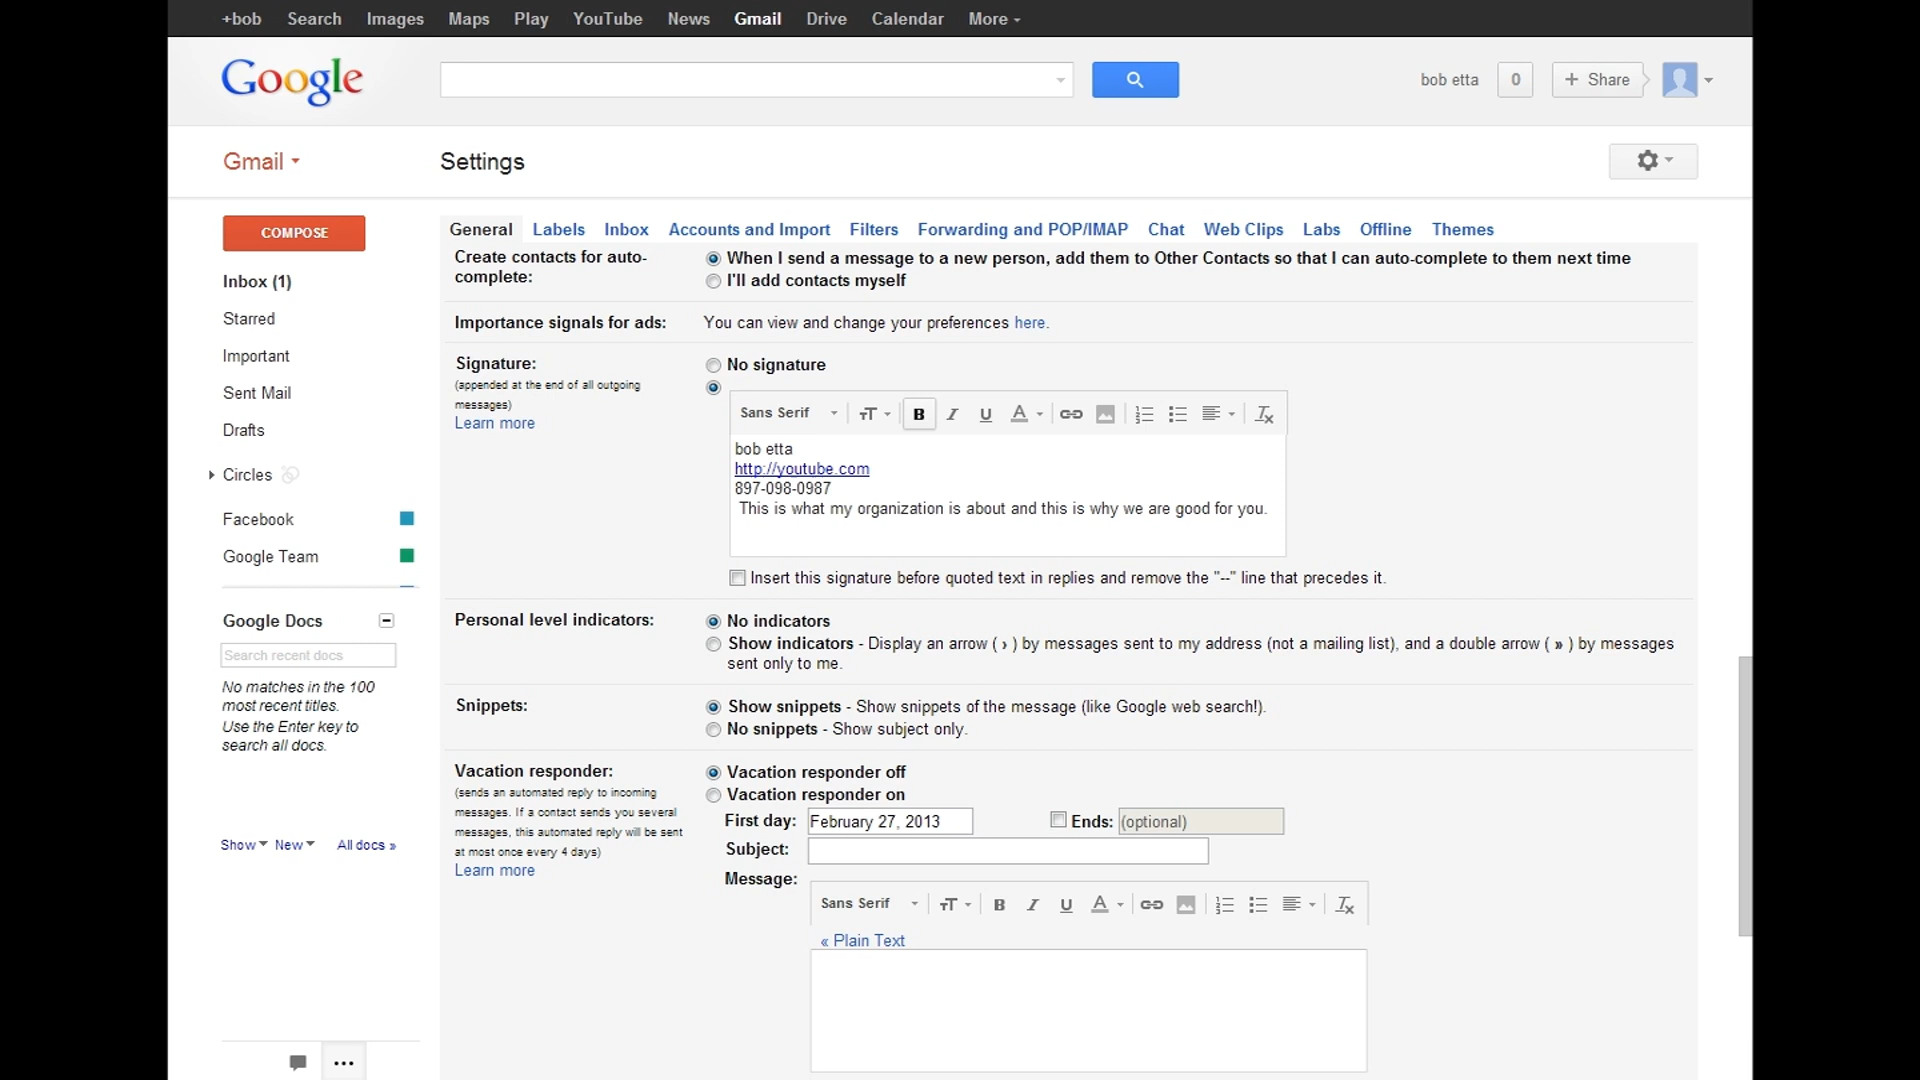 +bob Search Images Maps Play YouTube News Gmail Drive Calendar More
Google
bob etta 0 + Share
Gmail Settings
COMPOSE
Inbox (1)
Starred
Important
Sent Mail
Drafts
Circles
Facebook
Google Team
Google Docs
Search recent docs
No matches in the 100
most recent titles.
Use the Enter key to
search all docs.
Show New All docs »
General Labels Inbox Accounts and Import Filters Forwarding and POP/IMAP Chat Web Clips Labs Offline Themes
Create contacts for auto-
complete:
When I send a message to a new person, add them to Other Contacts so that I can auto-complete to them next time
I'll add contacts myself
Importance signals for ads:
You can view and change your preferences here.
Signature:
(appended at the end of all outgoing
messages)
Learn more
No signature
Sans Serif
bob etta
http://youtube.com
897-098-0987
This is what my organization is about and this is why we are good for you.
Insert this signature before quoted text in replies and remove the "--" line that precedes it.
Personal level indicators:
No indicators
Show indicators - Display an arrow ( › ) by messages sent to my address (not a mailing list), and a double arrow ( » ) by messages
sent only to me.
Snippets:
Show snippets - Show snippets of the message (like Google web search!).
No snippets - Show subject only.
Vacation responder:
(sends an automated reply to incoming
messages. If a contact sends you several
messages, this automated reply will be sent
at most once every 4 days)
Learn more
Vacation responder off
Vacation responder on
First day: February 27, 2013 Ends: (optional)
Subject:
Message:
Sans Serif
« Plain Text